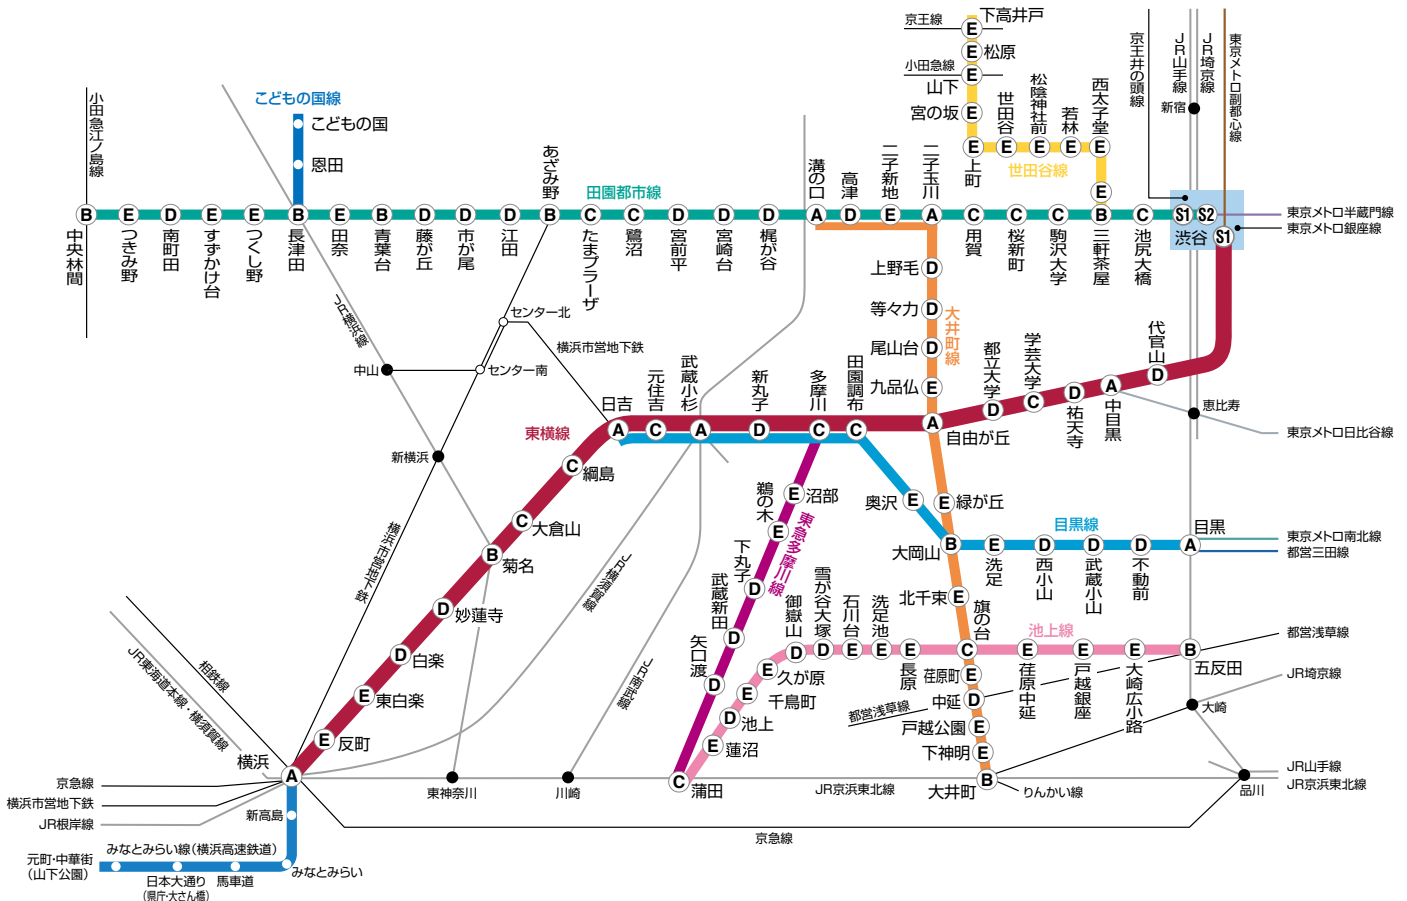 京王線
E
下高井戸
E
松原
小田急線
E
山下
E
宮の坂
E
上町
E
世田谷
E
松陰神社前
E
若林
E
西太子堂
E
世田谷線
京王井の頭線
JR山手線
JR埼京線
東京メトロ副都心線
新宿
小田急江ノ島線
こどもの国線
こどもの国
恩田
田園都市線
B
中央林間
E
つきみ野
D
南町田
E
すずかけ台
E
つくし野
B
長津田
E
田奈
B
青葉台
D
藤が丘
D
市が尾
D
江田
B
あざみ野
C
たまプラーザ
C
鷺沼
D
宮前平
D
宮崎台
D
梶が谷
A
溝の口
D
高津
E
二子新地
A
二子玉川
C
用賀
C
桜新町
C
駒沢大学
B
三軒茶屋
C
池尻大橋
S1
S2
渋谷
S1
東京メトロ半蔵門線
東京メトロ銀座線
D
上野毛
D
等々力
D
尾山台
E
九品仏
大井町線
JR横浜線
センター北
横浜市営地下鉄
中山
センター南
新横浜
横浜市営地下鉄
東横線
A
日吉
C
元住吉
A
武蔵小杉
D
新丸子
C
多摩川
C
田園調布
A
自由が丘
D
都立大学
C
学芸大学
D
祐天寺
A
中目黒
D
代官山
恵比寿
東京メトロ日比谷線
C
綱島
C
大倉山
B
菊名
D
妙蓮寺
D
白楽
E
東白楽
E
反町
A
横浜
E
沼部
E
鵜の木
D
下丸子
D
武蔵新田
D
矢口渡
東急多摩川線
E
奥沢
E
緑が丘
B
大岡山
目黒線
E
洗足
D
西小山
D
武蔵小山
D
不動前
A
目黒
東京メトロ南北線
都営三田線
E
北千束
C
旗の台
池上線
D
御嶽山
D
雪が谷大塚
E
石川台
E
洗足池
E
長原
E
荏原中延
E
戸越銀座
E
大崎広小路
B
五反田
都営浅草線
JR埼京線
E
久が原
E
千鳥町
D
池上
E
蓮沼
C
蒲田
E
荏原町
D
中延
都営浅草線
E
戸越公園
E
下神明
B
大井町
りんかい線
大崎
品川
JR山手線
JR京浜東北線
JR横須賀線
JR南武線
相鉄線
JR東海道本線・横須賀線
東神奈川
川崎
JR京浜東北線
京急線
京急線
横浜市営地下鉄
JR根岸線
新高島
みなとみらい線(横浜高速鉄道)
みなとみらい
馬車道
日本大通り
(県庁・大さん橋)
元町・中華街
(山下公園)